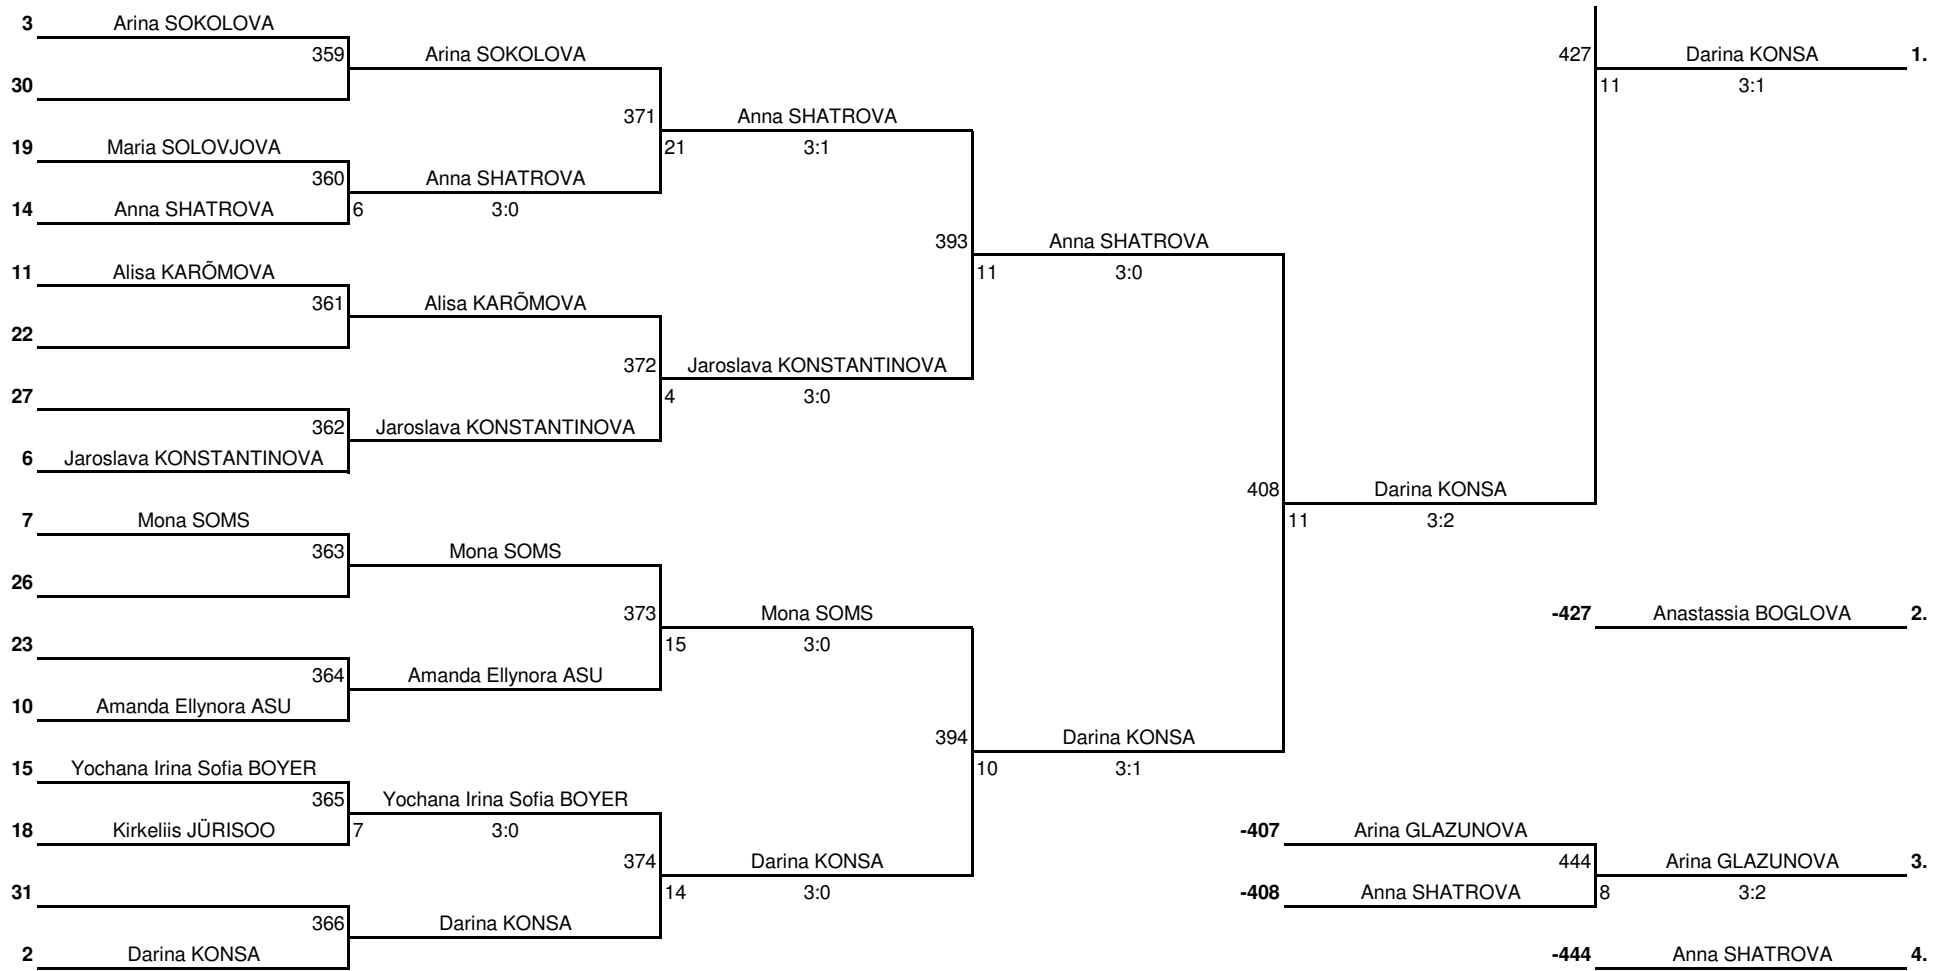 3 Arina SOKOLOVA
359 Arina SOKOLOVA 427 Darina KONSA 1.
30 11 3:1
371 Anna SHATROVA
19 Maria SOLOVJOVA 21 3:1
360 Anna SHATROVA
14 Anna SHATROVA 6 3:0
393 Anna SHATROVA
11 Alisa KARÕMOVA 11 3:0
361 Alisa KARÕMOVA
22
372 Jaroslava KONSTANTINOVA
27 4 3:0
362 Jaroslava KONSTANTINOVA
6 Jaroslava KONSTANTINOVA
408 Darina KONSA
7 Mona SOMS 11 3:2
363 Mona SOMS
26
373 Mona SOMS -427 Anastassia BOGLOVA 2.
23 15 3:0
364 Amanda Ellynora ASU
10 Amanda Ellynora ASU
394 Darina KONSA
15 Yochana Irina Sofia BOYER 10 3:1
365 Yochana Irina Sofia BOYER
18 Kirkeliis JÜRISOO 7 3:0 -407 Arina GLAZUNOVA
374 Darina KONSA 444 Arina GLAZUNOVA 3.
31 14 3:0 -408 Anna SHATROVA 8 3:2
366 Darina KONSA
2 Darina KONSA -444 Anna SHATROVA 4.